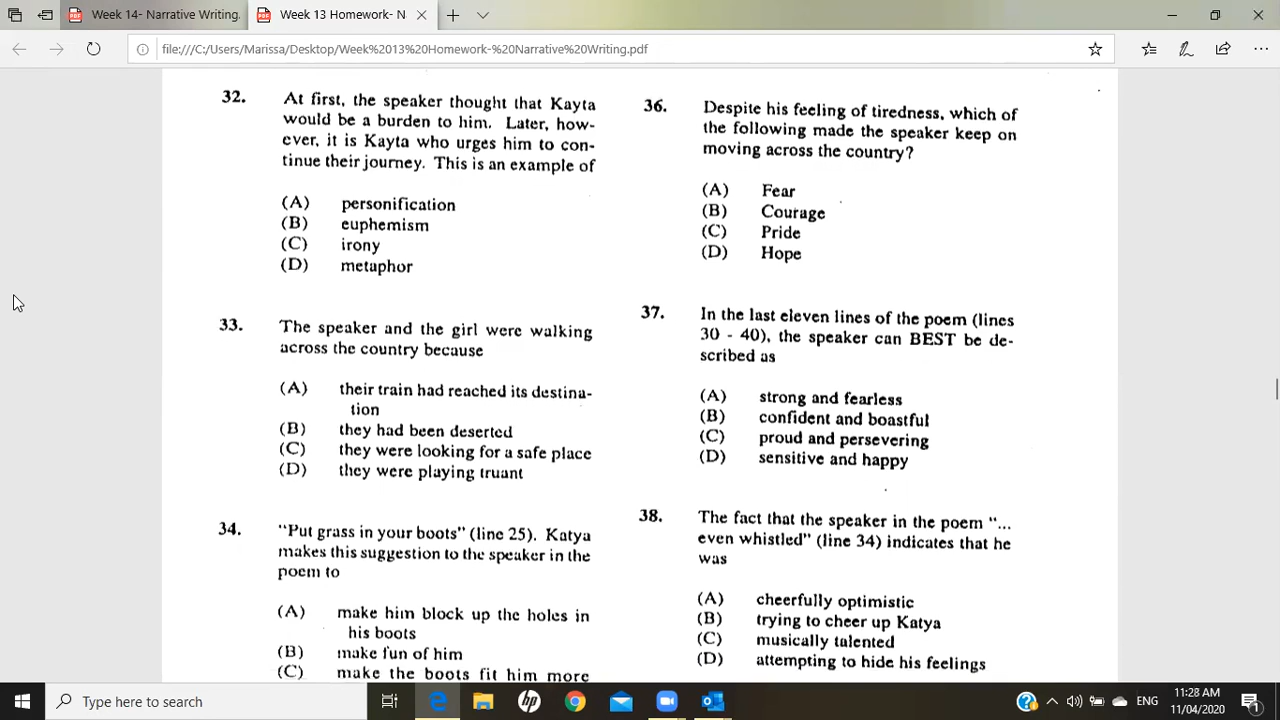 Week 14- Narrative Writing.
Week 13 Homework- N
file:///C:/Users/Marissa/Desktop/Week%2013%20Homework-%20Narrative%20Writing.pdf
32. At first, the speaker thought that Kayta
would be a burden to him. Later, how-
ever, it is Kayta who urges him to con-
tinue their journey. This is an example of
(A) personification
(B) euphemism
(C) irony
(D) metaphor
33. The speaker and the girl were walking
across the country because
(A) their train had reached its destina-
tion
(B) they had been deserted
(C) they were looking for a safe place
(D) they were playing truant
34. "Put grass in your boots" (line 25). Katya
makes this suggestion to the speaker in the
poem to
(A) make him block up the holes in
his boots
(B) make fun of him
(C) make the boots fit him more
36. Despite his feeling of tiredness, which of
the following made the speaker keep on
moving across the country?
(A) Fear
(B) Courage
(C) Pride
(D) Hope
37. In the last eleven lines of the poem (lines
30 - 40), the speaker can BEST be de-
scribed as
(A) strong and fearless
(B) confident and boastful
(C) proud and persevering
(D) sensitive and happy
38. The fact that the speaker in the poem "...
even whistled" (line 34) indicates that he
was
(A) cheerfully optimistic
(B) trying to cheer up Katya
(C) musically talented
(D) attempting to hide his feelings
Type here to search
hp
ENG
11:28 AM
11/04/2020
1